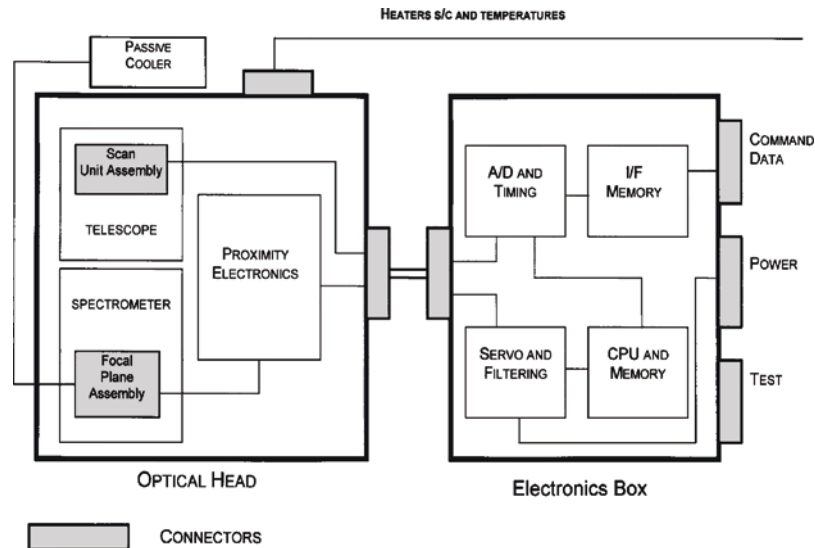 HEATERS S/C AND TEMPERATURES
PASSIVE
COOLER
Scan
Unit Assembly
TELESCOPE
PROXIMITY
ELECTRONICS
SPECTROMETER
Focal
Plane
Assembly
OPTICAL HEAD
A/D AND
TIMING
I/F
MEMORY
SERVO AND
FILTERING
CPU AND
MEMORY
Electronics Box
COMMAND
DATA
POWER
TEST
CONNECTORS